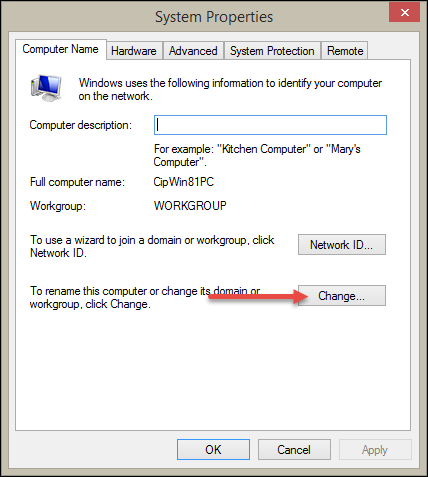 System Properties
Computer Name Hardware Advanced System Protection Remote
Windows uses the following information to identify your computer
on the network.
Computer description:
For example: "Kitchen Computer" or "Mary's
Computer".
Full computer name: CipWin81PC
Workgroup: WORKGROUP
To use a wizard to join a domain or workgroup, click
Network ID.
Network ID...
To rename this computer or change its domain or
workgroup, click Change.
Change...
OK Cancel Apply